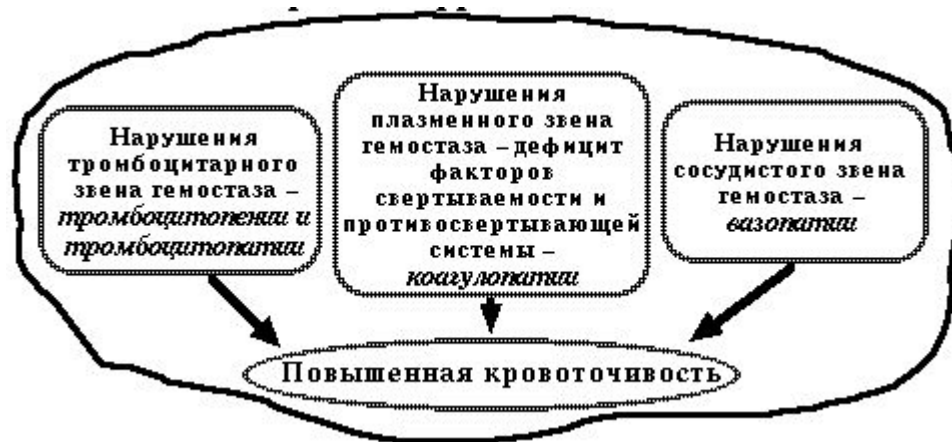 Нарушения
тромбоцитарного
звена гемостаза –
тромбоцитопении и
тромбоцитопатии
Нарушения
плазменного звена
гемостаза – дефицит
факторов
свертываемости и
противосвертывающей
системы –
коагулопатии
Нарушения
сосудистого звена
гемостаза –
вазопатии
Повышенная кровоточивость